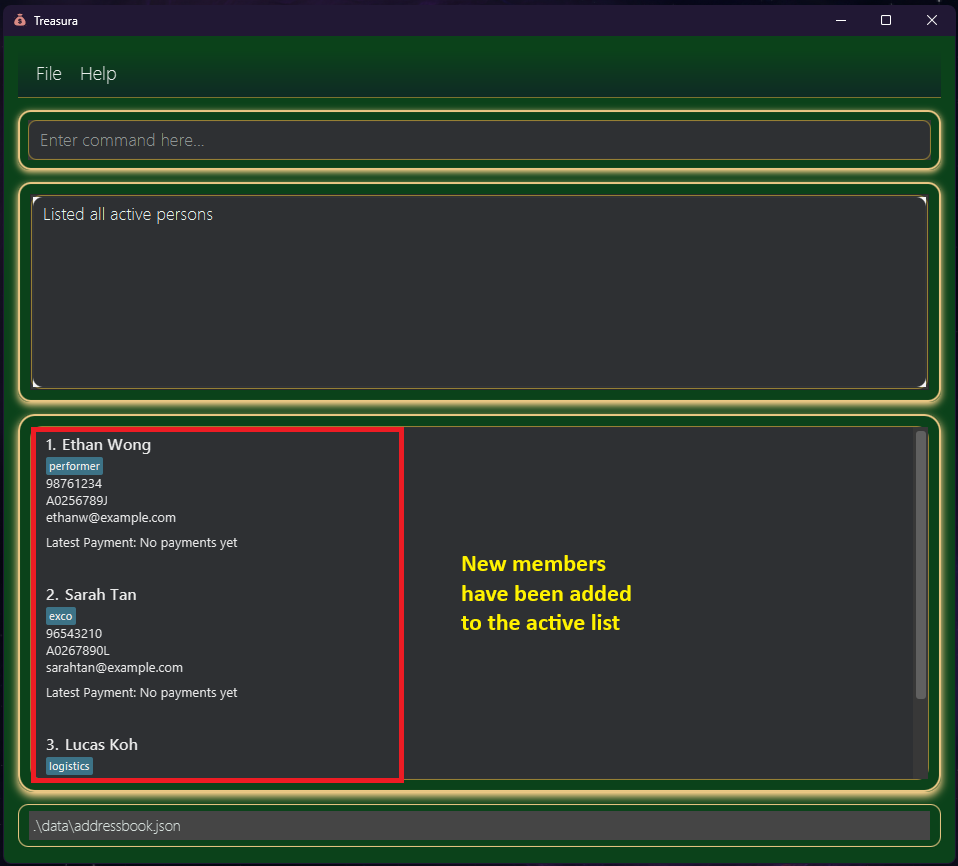 Treasura
File Help
Enter command here...
Listed all active persons
1. Ethan Wong
performer
98761234
A0256789J
ethanw@example.com
Latest Payment: No payments yet
2. Sarah Tan
exco
96543210
A0267890L
sarahtan@example.com
Latest Payment: No payments yet
3. Lucas Koh
logistics
New members
have been added
to the active list
.\data\addressbook.json